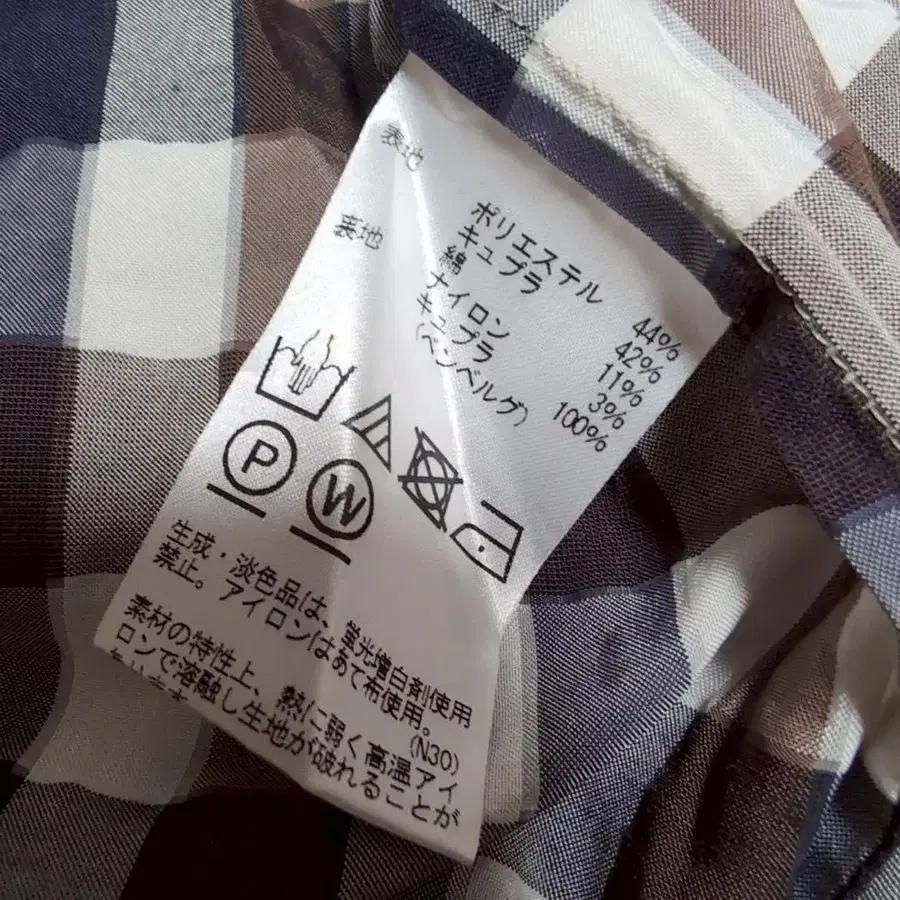 表地 ポリエステル 44%
キュプラ 42%
綿 11%
ナイロン 3%
裏地 キュプラ 100%
(ベンベルグ)
P W
生成・淡色品は、蛍光増白剤使用
禁止。アイロンはあて布使用。
(N30)
素材の特性上、熱に弱く高温アイ
ロンで溶融し生地が破れることが